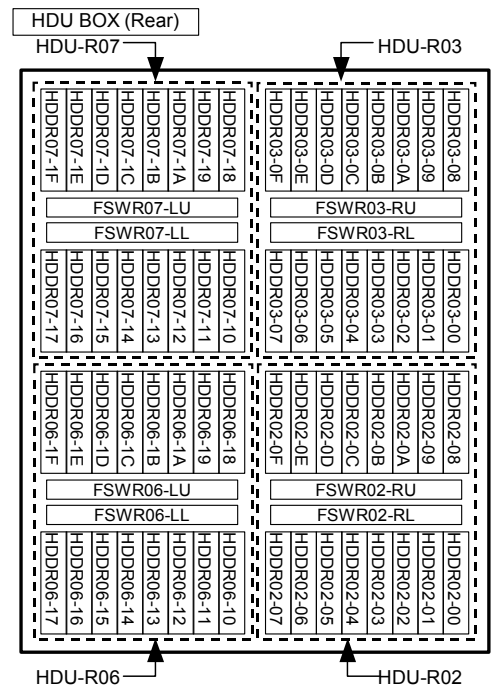 HDU BOX (Rear)
HDU-R07
HDU-R03
HDDR07-1F
HDDR07-1E
HDDR07-1D
HDDR07-1C
HDDR07-1B
HDDR07-1A
HDDR07-19
HDDR07-18
FSWR07-LU
FSWR07-LL
HDDR07-17
HDDR07-16
HDDR07-15
HDDR07-14
HDDR07-13
HDDR07-12
HDDR07-11
HDDR07-10
HDDR03-0F
HDDR03-0E
HDDR03-0D
HDDR03-0C
HDDR03-0B
HDDR03-0A
HDDR03-09
HDDR03-08
FSWR03-RU
FSWR03-RL
HDDR03-07
HDDR03-06
HDDR03-05
HDDR03-04
HDDR03-03
HDDR03-02
HDDR03-01
HDDR03-00
HDDR06-1F
HDDR06-1E
HDDR06-1D
HDDR06-1C
HDDR06-1B
HDDR06-1A
HDDR06-19
HDDR06-18
FSWR06-LU
FSWR06-LL
HDDR06-17
HDDR06-16
HDDR06-15
HDDR06-14
HDDR06-13
HDDR06-12
HDDR06-11
HDDR06-10
HDDR02-0F
HDDR02-0E
HDDR02-0D
HDDR02-0C
HDDR02-0B
HDDR02-0A
HDDR02-09
HDDR02-08
FSWR02-RU
FSWR02-RL
HDDR02-07
HDDR02-06
HDDR02-05
HDDR02-04
HDDR02-03
HDDR02-02
HDDR02-01
HDDR02-00
HDU-R06
HDU-R02